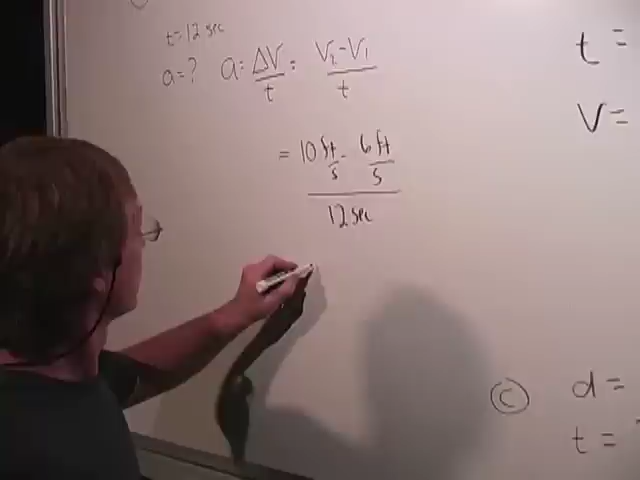 t=12 sec
a=? a=ΔV/t = V₂-V₁/t
= 10 ft/s - 6 ft/s
12 sec
t=
V=
Ⓒ d=
t=